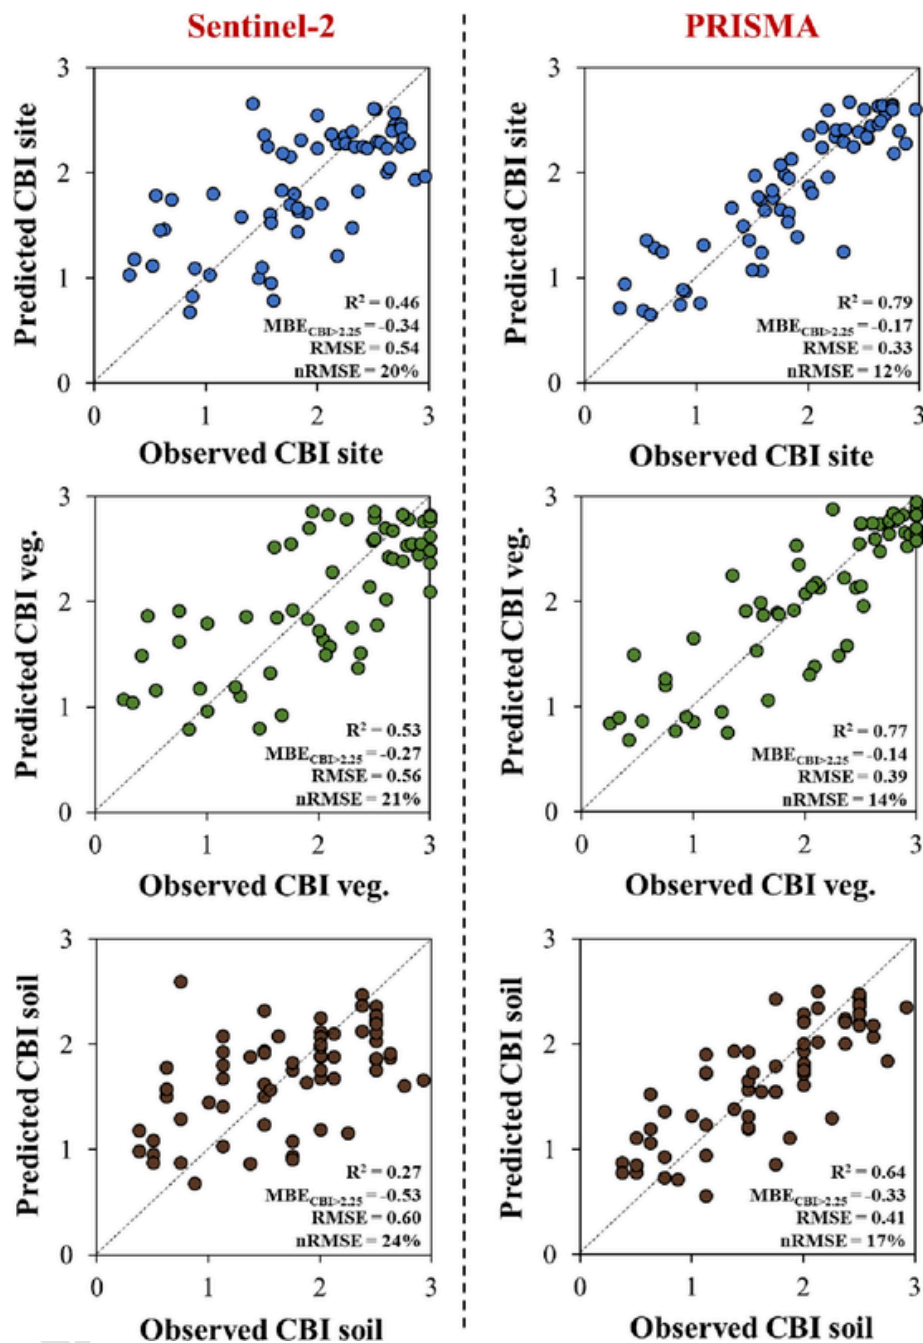 Sentinel-2
PRISMA
Predicted CBI site
3
2
1
0
R² = 0.46
MBE_CBI>2.25 = -0.34
RMSE = 0.54
nRMSE = 20%
0 1 2 3
Observed CBI site
Predicted CBI site
3
2
1
0
R² = 0.79
MBE_CBI>2.25 = -0.17
RMSE = 0.33
nRMSE = 12%
0 1 2 3
Observed CBI site
Predicted CBI veg.
3
2
1
0
R² = 0.53
MBE_CBI>2.25 = -0.27
RMSE = 0.56
nRMSE = 21%
0 1 2 3
Observed CBI veg.
Predicted CBI veg.
3
2
1
0
R² = 0.77
MBE_CBI>2.25 = -0.14
RMSE = 0.39
nRMSE = 14%
0 1 2 3
Observed CBI veg.
Predicted CBI soil
3
2
1
0
R² = 0.27
MBE_CBI>2.25 = -0.53
RMSE = 0.60
nRMSE = 24%
0 1 2 3
Observed CBI soil
Predicted CBI soil
3
2
1
0
R² = 0.64
MBE_CBI>2.25 = -0.33
RMSE = 0.41
nRMSE = 17%
0 1 2 3
Observed CBI soil